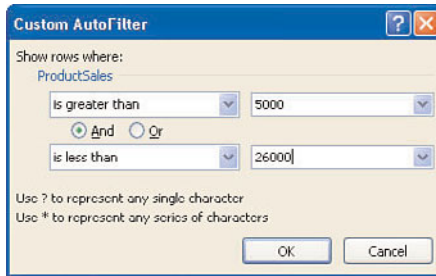 Custom AutoFilter
Show rows where:
ProductSales
is greater than 5000
And Or
is less than 26000
Use ? to represent any single character
Use * to represent any series of characters
OK Cancel